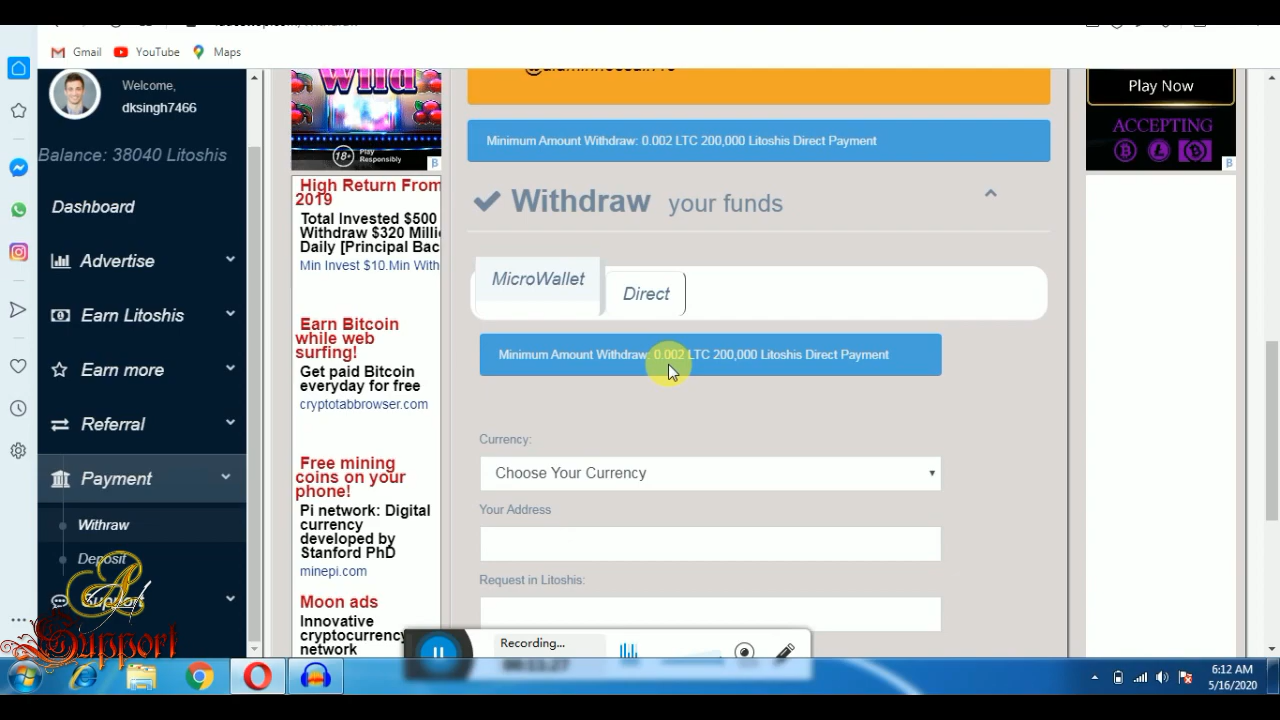 Gmail
YouTube
Maps
Welcome,
dksingh7466
Balance: 38040 Litoshis
Dashboard
Advertise
Earn Litoshis
Earn more
Referral
Payment
Withraw
Deposit
Support
A
Support
Wild
18+ Play
Responsibly
High Return From
2019
Total Invested $500
Withdraw $320 Milli
Daily [Principal Bac
Min Invest $10.Min With
Earn Bitcoin
while web
surfing!
Get paid Bitcoin
everyday for free
cryptotabbrowser.com
Free mining
coins on your
phone!
Pi network: Digital
currency
developed by
Stanford PhD
minepi.com
Moon ads
Innovative
cryptocurrency
network
Minimum Amount Withdraw: 0.002 LTC 200,000 Litoshis Direct Payment
Withdraw your funds
MicroWallet
Direct
Minimum Amount Withdraw: 0.002 LTC 200,000 Litoshis Direct Payment
Currency:
Choose Your Currency
Your Address
Request in Litoshis:
Play Now
ACCEPTING
Recording...
6:12 AM
5/16/2020